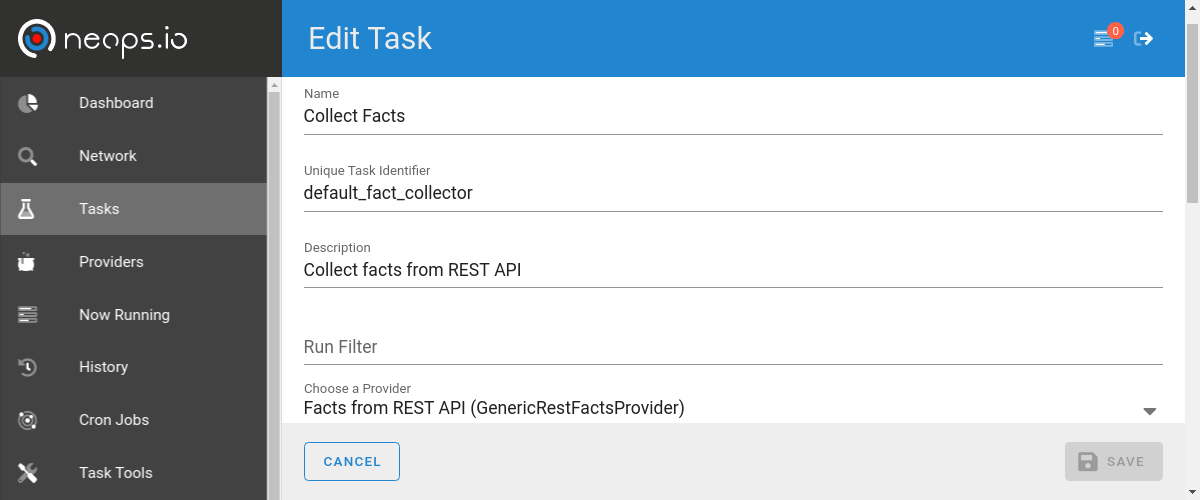 neops.io
Edit Task
0
Dashboard
Network
Tasks
Providers
Now Running
History
Cron Jobs
Task Tools
Name
Collect Facts
Unique Task Identifier
default_fact_collector
Description
Collect facts from REST API
Run Filter
Choose a Provider
Facts from REST API (GenericRestFactsProvider)
CANCEL
SAVE